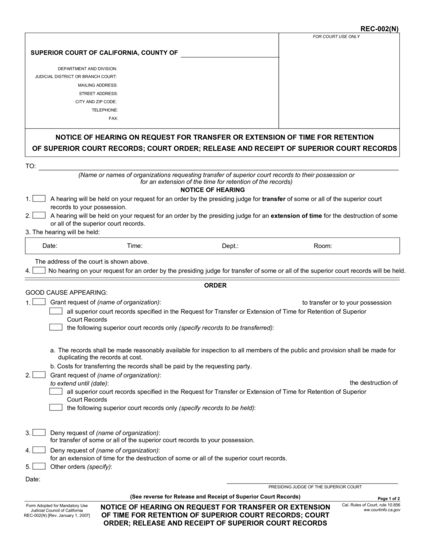 REC-002(N)
FOR COURT USE ONLY
SUPERIOR COURT OF CALIFORNIA, COUNTY OF
DEPARTMENT AND DIVISION:
JUDICIAL DISTRICT OR BRANCH COURT:
MAILING ADDRESS:
STREET ADDRESS:
CITY AND ZIP CODE:
TELEPHONE:
FAX:
NOTICE OF HEARING ON REQUEST FOR TRANSFER OR EXTENSION OF TIME FOR RETENTION
OF SUPERIOR COURT RECORDS; COURT ORDER; RELEASE AND RECEIPT OF SUPERIOR COURT RECORDS
TO:
(Name or names of organizations requesting transfer of superior court records to their possession or
for an extension of the time for retention of the records)
NOTICE OF HEARING
1. A hearing will be held on your request for an order by the presiding judge for transfer of some or all of the superior court
records to your possession.
2. A hearing will be held on your request for an order by the presiding judge for an extension of time for the destruction of some
or all of the superior court records.
3. The hearing will be held:
Date: Time: Dept.: Room:
The address of the court is shown above.
4. No hearing on your request for an order by the presiding judge for transfer of some or all of the superior court records will be held.
ORDER
GOOD CAUSE APPEARING:
1. Grant request of (name of organization): to transfer to your possession
all superior court records specified in the Request for Transfer or Extension of Time for Retention of Superior
Court Records
the following superior court records only (specify records to be transferred):
a. The records shall be made reasonably available for inspection to all members of the public and provision shall be made for
duplicating the records at cost.
b. Costs for transferring the records shall be paid by the requesting party.
2. Grant request of (name of organization):
to extend until (date): the destruction of
all superior court records specified in the Request for Transfer or Extension of Time for Retention of Superior
Court Records
the following superior court records only (specify records to be held):
3. Deny request of (name of organization):
for transfer of some or all of the superior court records to your possession.
4. Deny request of (name of organization):
for an extension of time for the destruction of some or all of the superior court records.
5. Other orders (specify):
Date:
PRESIDING JUDGE OF THE SUPERIOR COURT
(See reverse for Release and Receipt of Superior Court Records)
Page 1 of 2
Form Adopted for Mandatory Use
Judicial Council of California
REC-002(N) [Rev. January 1, 2007]
NOTICE OF HEARING ON REQUEST FOR TRANSFER OR EXTENSION
OF TIME FOR RETENTION OF SUPERIOR COURT RECORDS; COURT
ORDER; RELEASE AND RECEIPT OF SUPERIOR COURT RECORDS
Cal. Rules of Court, rule 10.856
www.courtinfo.ca.gov